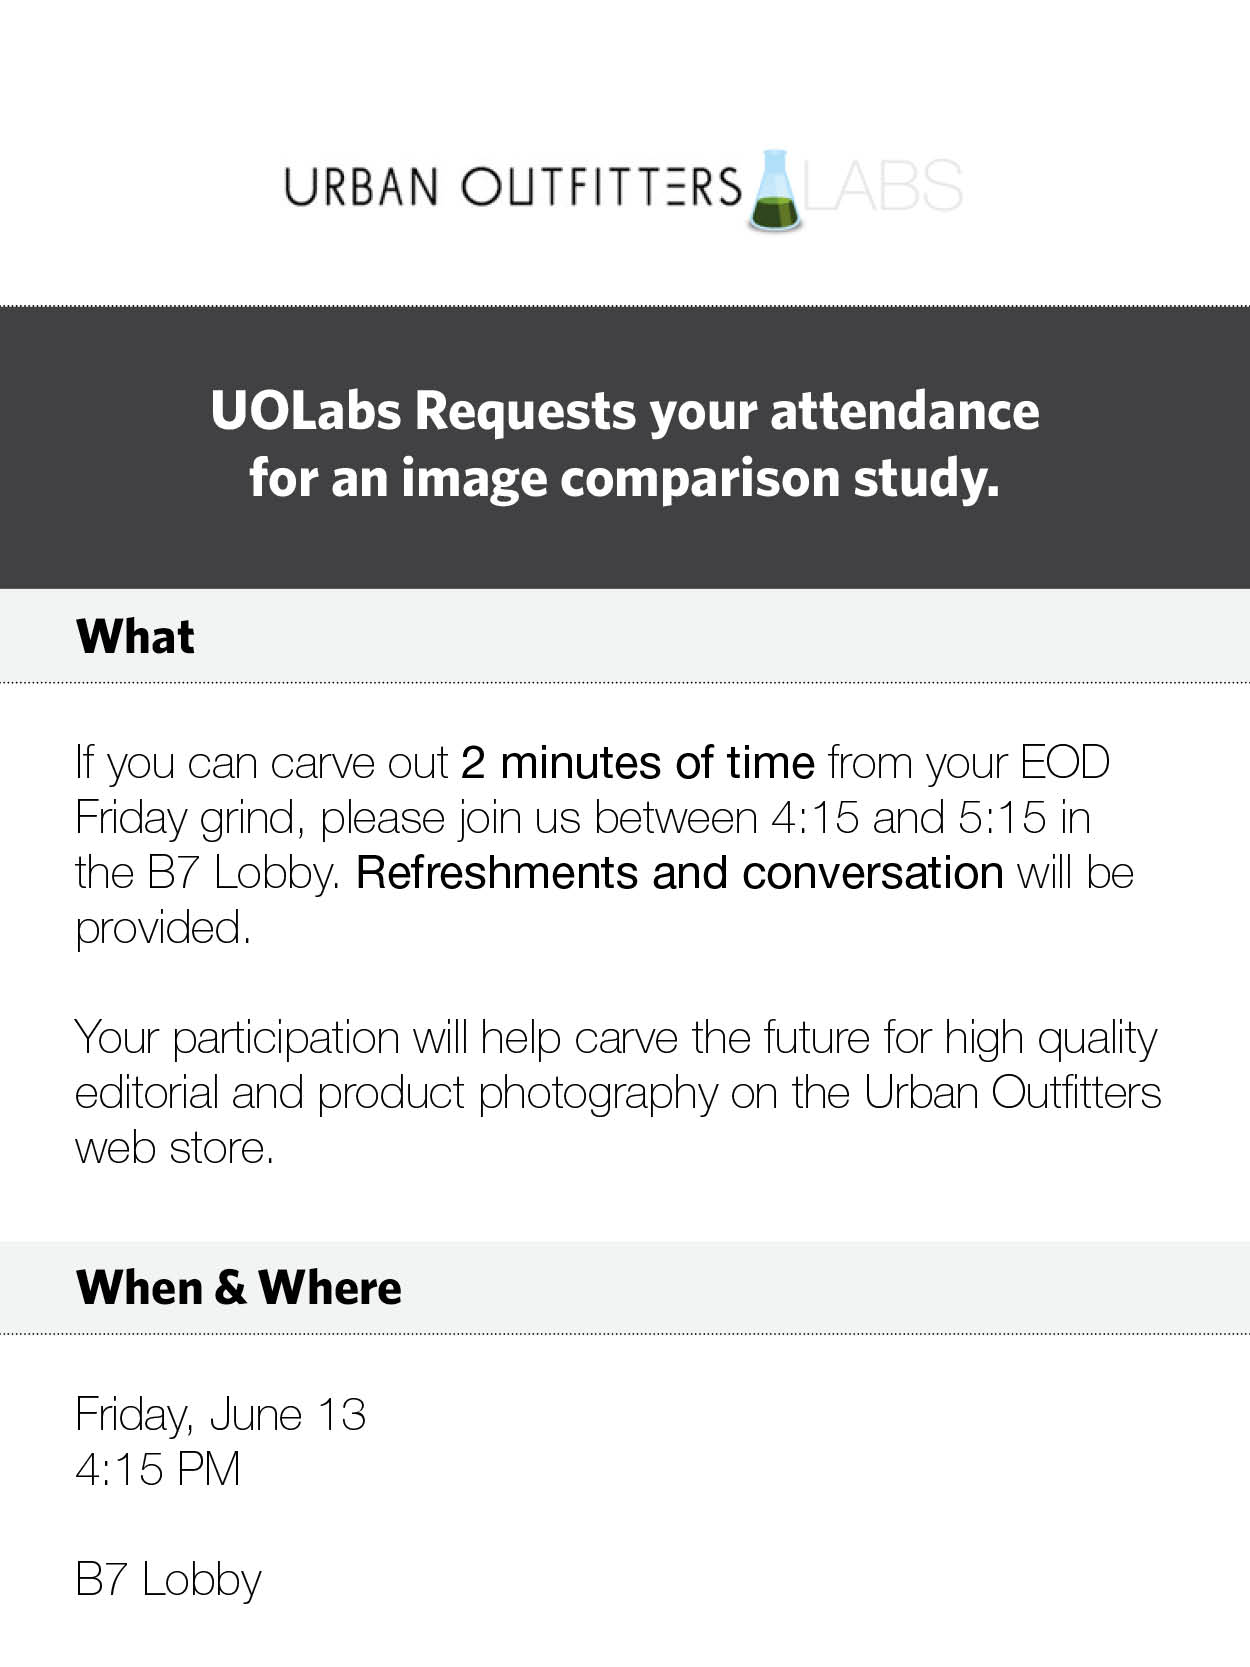 URBAN OUTFITTERS LABS
UOLabs Requests your attendance
for an image comparison study.
What
If you can carve out 2 minutes of time from your EOD
Friday grind, please join us between 4:15 and 5:15 in
the B7 Lobby. Refreshments and conversation will be
provided.
Your participation will help carve the future for high quality
editorial and product photography on the Urban Outfitters
web store.
When & Where
Friday, June 13
4:15 PM
B7 Lobby